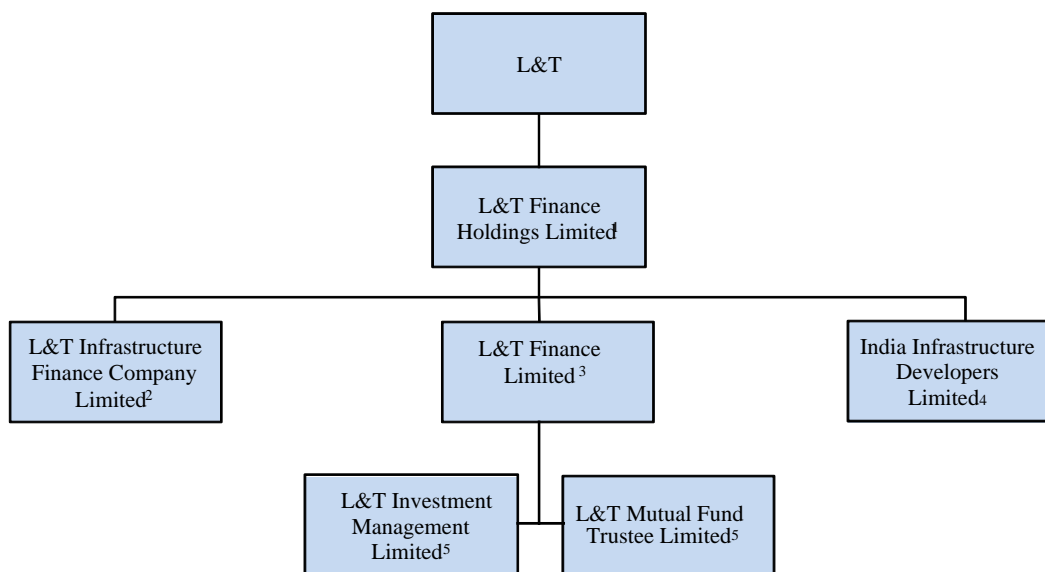 L&T
L&T Finance
Holdings Limited1
L&T Infrastructure
Finance Company
Limited2
L&T Finance
Limited 3
India Infrastructure
Developers
Limited4
L&T Investment
Management
Limited5
L&T Mutual Fund
Trustee Limited5